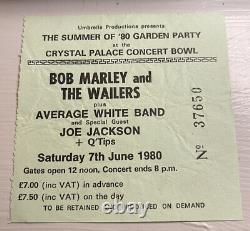 Umbrella Productions presents:
THE SUMMER OF '80 GARDEN PARTY
at the
CRYSTAL PALACE CONCERT BOWL
BOB MARLEY and
THE WAILERS
plus
AVERAGE WHITE BAND
and Special Guest
JOE JACKSON
+ Q'Tips
Saturday 7th June 1980
Gates open 12 noon, Concert ends 8 p.m.
£7.00 (inc VAT) in advance
£7.50 (inc VAT) on the day
TO BE RETAINED AND PRODUCED ON DEMAND
Nº 37650